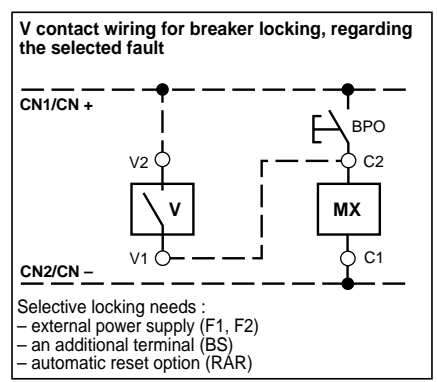 V contact wiring for breaker locking, regarding
the selected fault
CN1/CN +
BPO
V2
C2
V
MX
V1
C1
CN2/CN –
Selective locking needs :
– external power supply (F1, F2)
– an additional terminal (BS)
– automatic reset option (RAR)